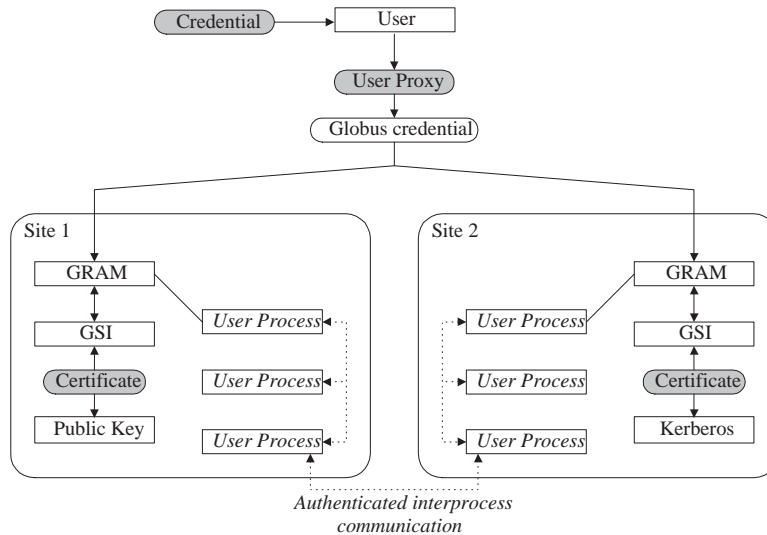 Credential
User
User Proxy
Globus credential
Site 1
Site 2
GRAM
GRAM
User Process
User Process
GSI
GSI
User Process
User Process
Certificate
Certificate
Public Key
User Process
User Process
Kerberos
Authenticated interprocess
communication